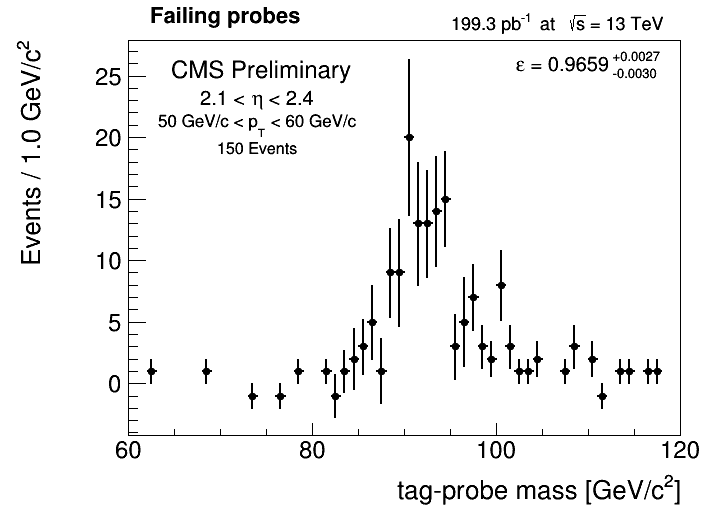 Failing probes
199.3 pb⁻¹ at √s = 13 TeV
CMS Preliminary
ε = 0.9659 +0.0027 -0.0030
2.1 < η < 2.4
50 GeV/c < p_T < 60 GeV/c
150 Events
Events / 1.0 GeV/c²
25
20
15
10
5
0
60 80 100 120
tag-probe mass [GeV/c²]